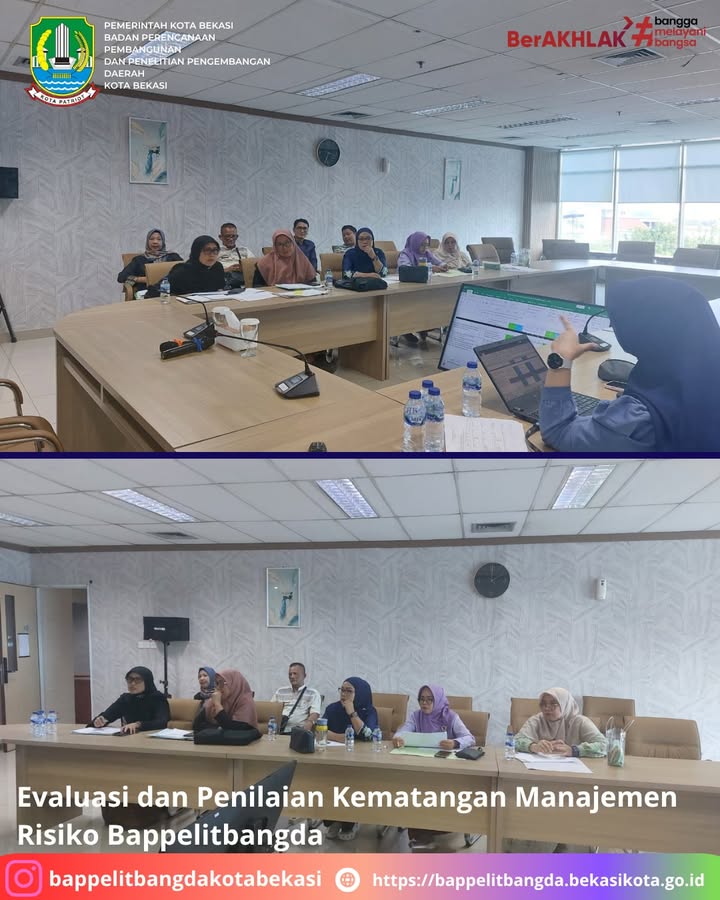 PEMERINTAH KOTA BEKASI
BADAN PERENCANAAN
PEMBANGUNAN
DAN PENELITIAN PENGEMBANGAN
DAERAH
KOTA BEKASI
KOTA PATRIOT
BerAKHLAK
#bangga
melayani
bangsa
Evaluasi dan Penilaian Kematangan Manajemen
Risiko Bappelitbangda
bappelitbangdakotabekasi
https://bappelitbangda.bekasikota.go.id